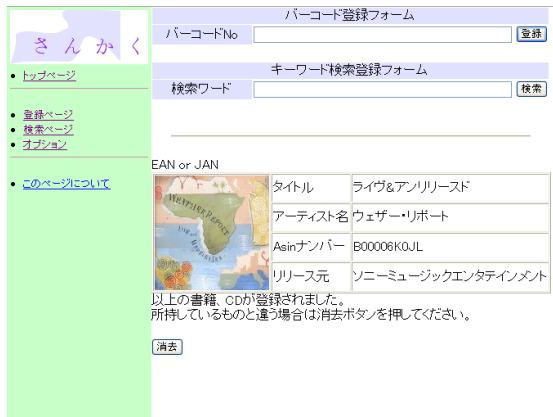 さんかく
トップページ
登録ページ
検索ページ
オプション
このページについて
バーコード登録フォーム
バーコードNo 登録
キーワード検索登録フォーム
検索ワード 検索
EAN or JAN
WEATHER REPORT
LIVE and Unreleased
タイトル ライヴ&アンリリースド
アーティスト名 ウェザー・リポート
Asinナンバー B00006K0JL
リリース元 ソニーミュージックエンタテインメント
以上の書籍、CDが登録されました。
所持しているものと違う場合は消去ボタンを押してください。
消去